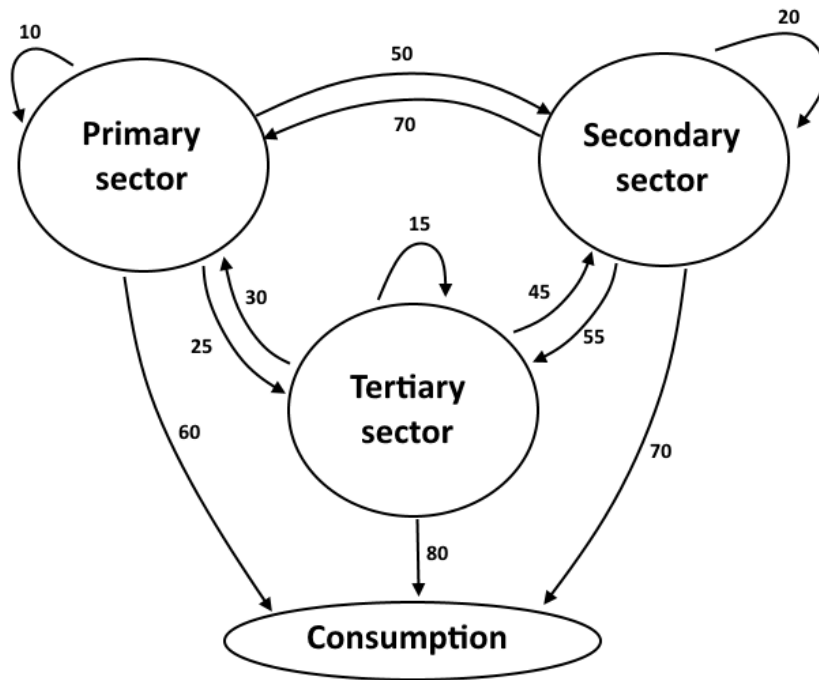 10
20
50
70
Primary
sector
Secondary
sector
15
30
45
25
55
Tertiary
sector
60
70
80
Consumption